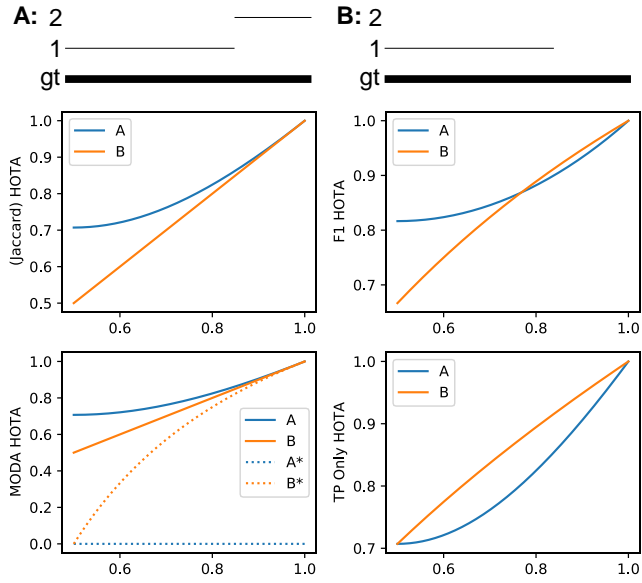 A: 2
1
gt
B: 2
1
gt
(Jaccard) HOTA
1.0
0.9
0.8
0.7
0.6
0.5
A
B
0.6 0.8 1.0
F1 HOTA
1.0
0.9
0.8
0.7
A
B
0.6 0.8 1.0
MODA HOTA
1.0
0.8
0.6
0.4
0.2
0.0
A
B
A*
B*
0.6 0.8 1.0
TP Only HOTA
1.0
0.9
0.8
0.7
A
B
0.6 0.8 1.0